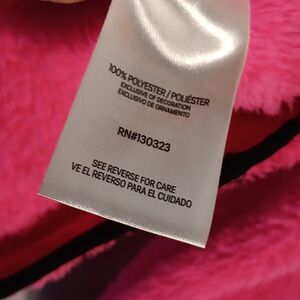 100% POLYESTER / POLIÉSTER
EXCLUSIVE OF DECORATION
EXCLUSIVO DE ORNAMENTO
RN#130323
SEE REVERSE FOR CARE
VE EL REVERSO PARA EL CUIDADO